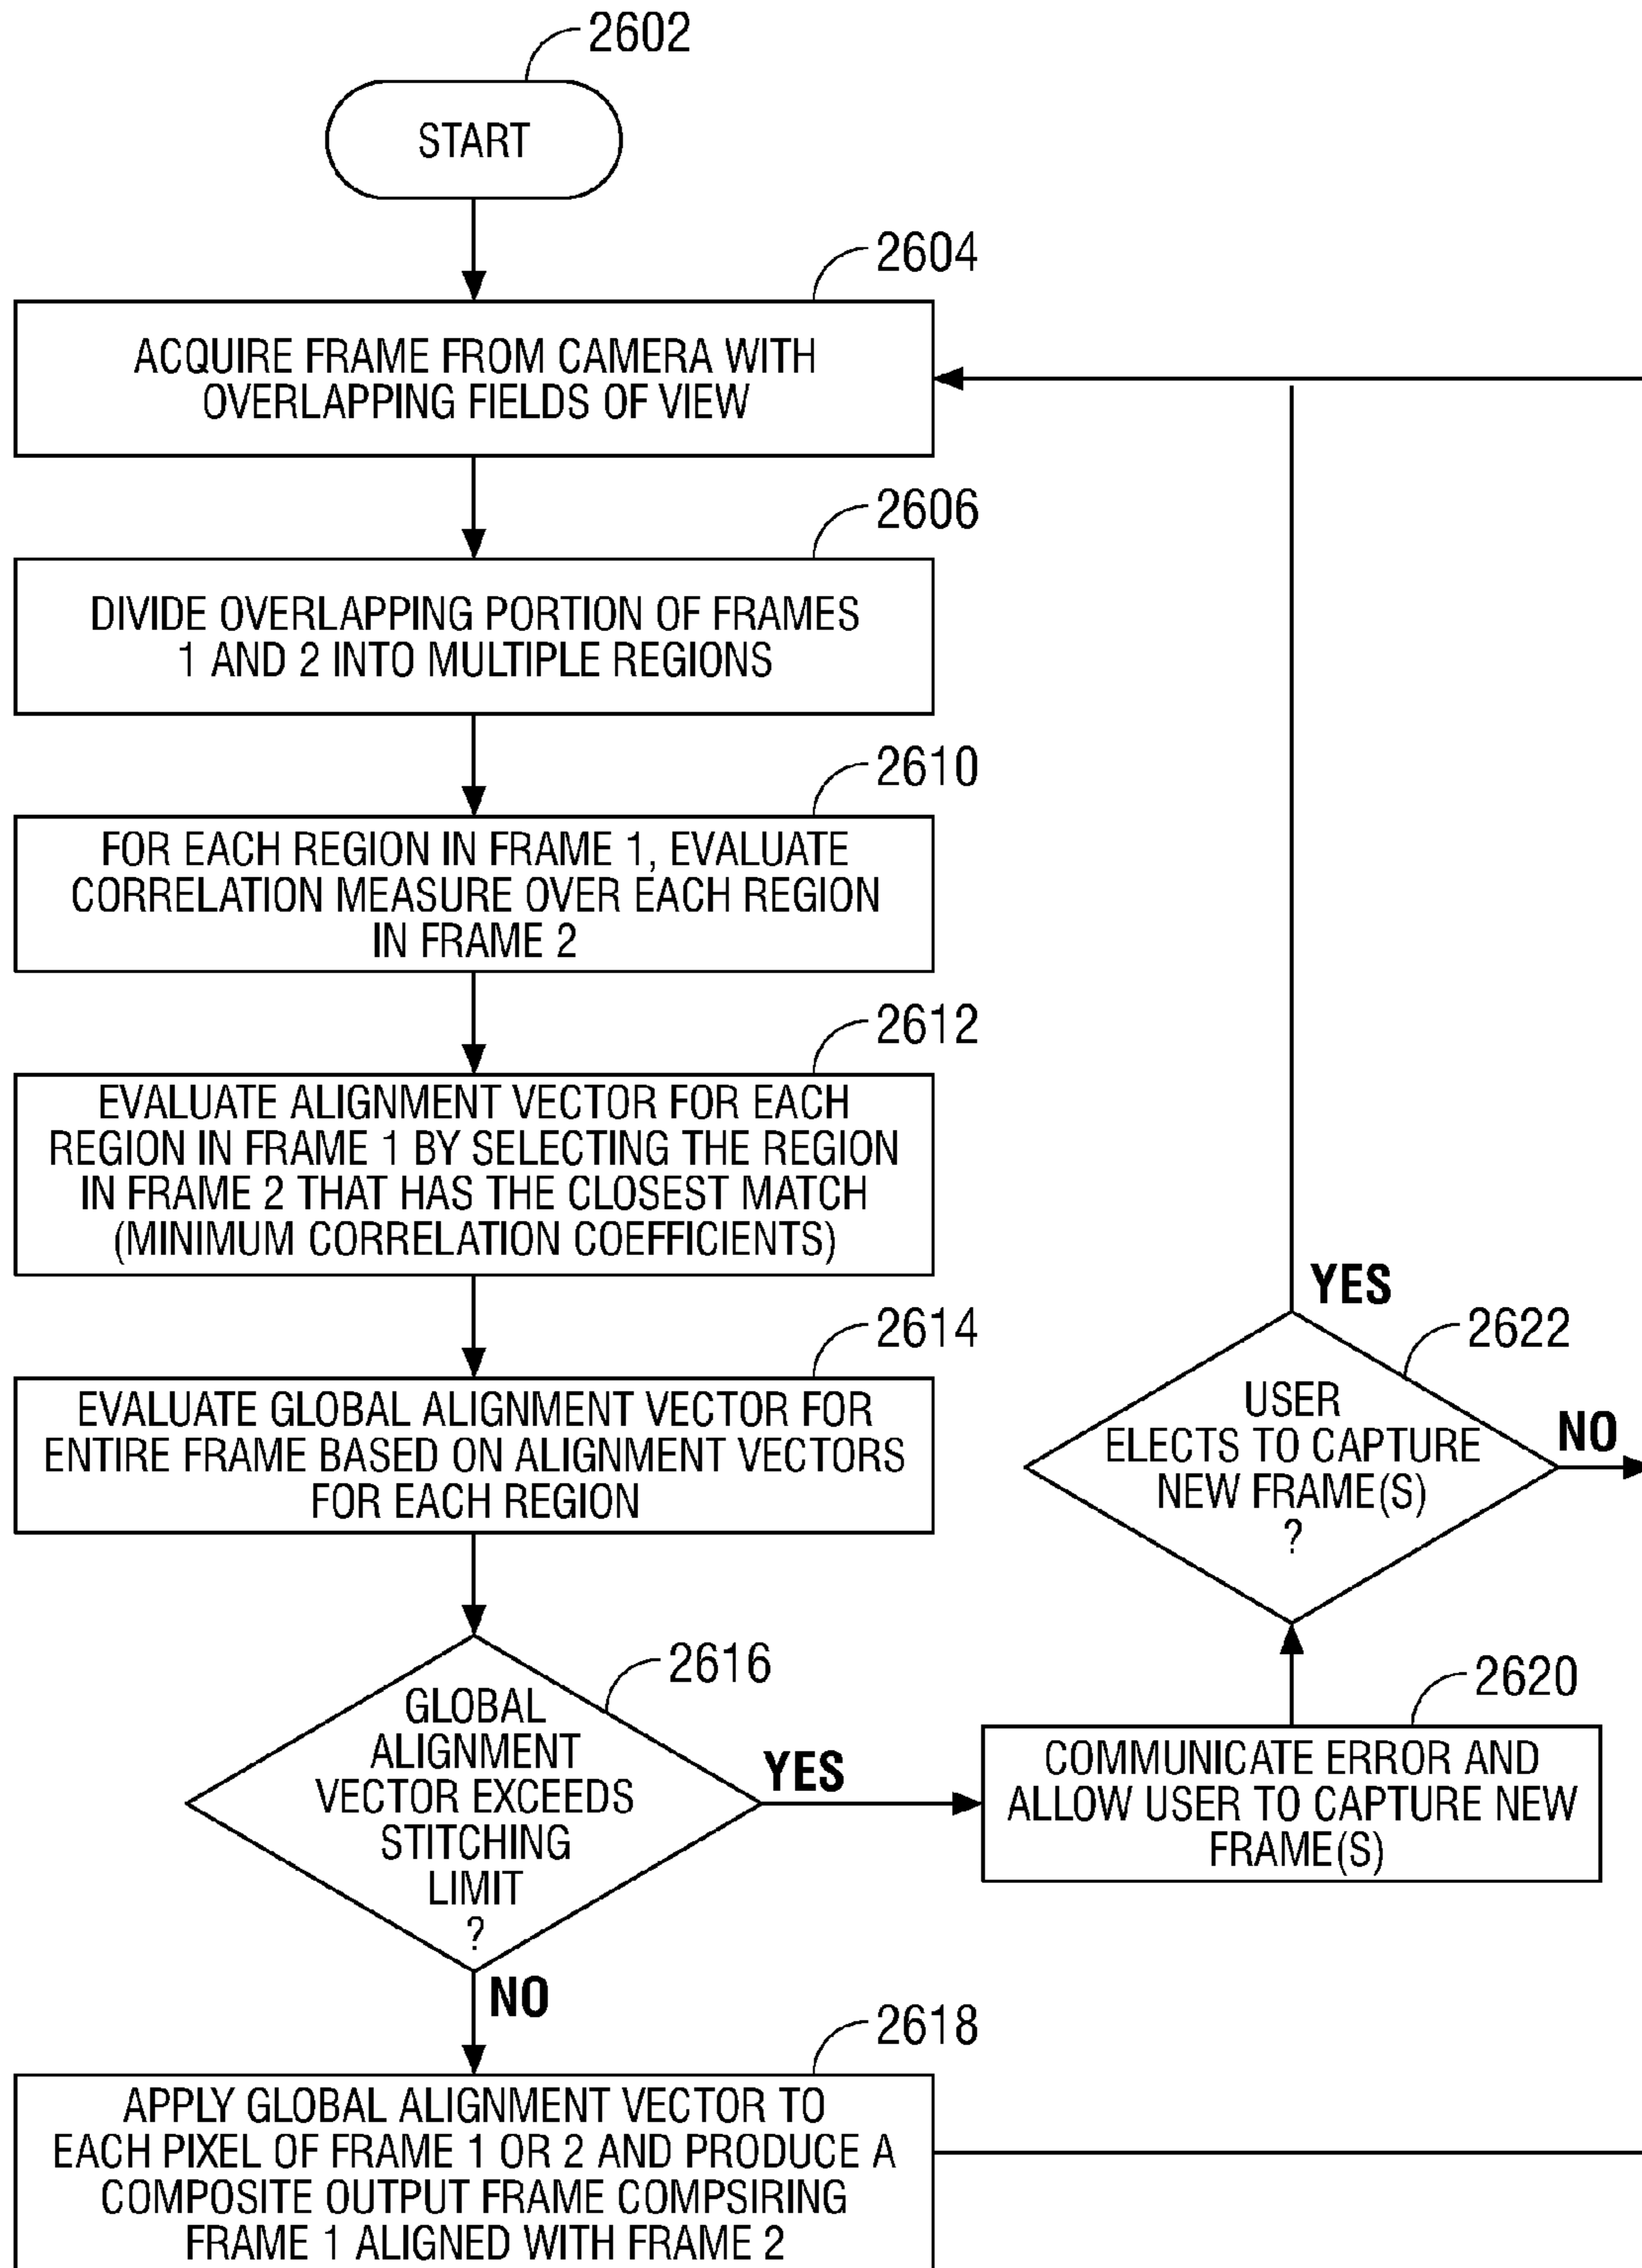 2602
START
2604
ACQUIRE FRAME FROM CAMERA WITH
OVERLAPPING FIELDS OF VIEW
2606
DIVIDE OVERLAPPING PORTION OF FRAMES
1 AND 2 INTO MULTIPLE REGIONS
2610
FOR EACH REGION IN FRAME 1, EVALUATE
CORRELATION MEASURE OVER EACH REGION
IN FRAME 2
2612
EVALUATE ALIGNMENT VECTOR FOR EACH
REGION IN FRAME 1 BY SELECTING THE REGION
IN FRAME 2 THAT HAS THE CLOSEST MATCH
(MINIMUM CORRELATION COEFFICIENTS)
2614
EVALUATE GLOBAL ALIGNMENT VECTOR FOR
ENTIRE FRAME BASED ON ALIGNMENT VECTORS
FOR EACH REGION
2616
GLOBAL
ALIGNMENT
VECTOR EXCEEDS
STITCHING
LIMIT
?
YES
NO
2618
APPLY GLOBAL ALIGNMENT VECTOR TO
EACH PIXEL OF FRAME 1 OR 2 AND PRODUCE A
COMPOSITE OUTPUT FRAME COMPSIRING
FRAME 1 ALIGNED WITH FRAME 2
2620
COMMUNICATE ERROR AND
ALLOW USER TO CAPTURE NEW
FRAME(S)
YES
2622
USER
ELECTS TO CAPTURE
NEW FRAME(S)
?
NO